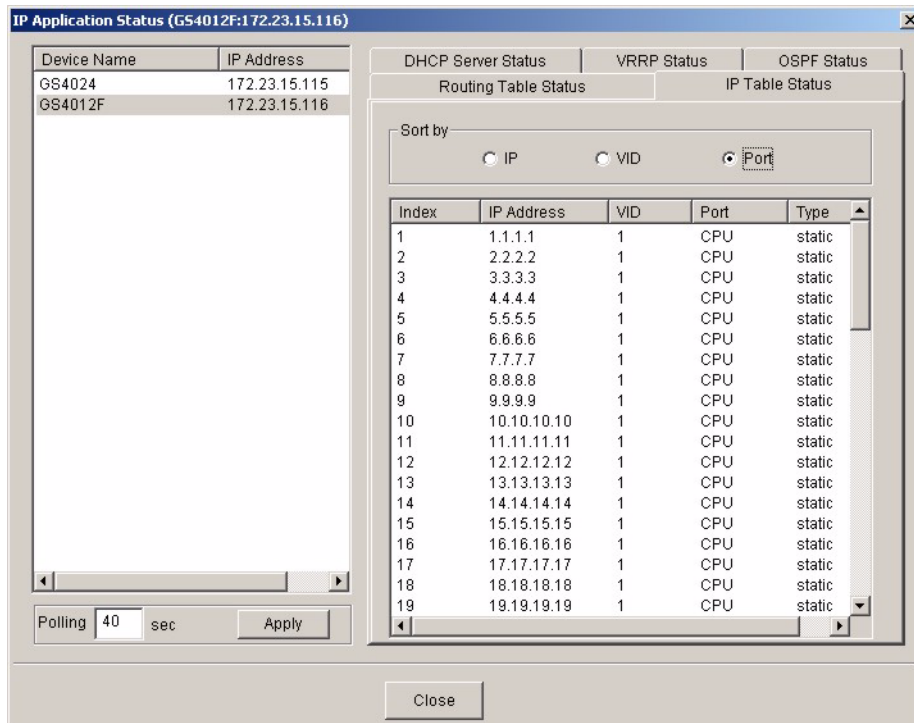 IP Application Status (GS4012F:172.23.15.116)
Device Name IP Address
GS4024 172.23.15.115
GS4012F 172.23.15.116
DHCP Server Status VRRP Status OSPF Status
Routing Table Status IP Table Status
Sort by
IP VID Port
Index IP Address VID Port Type
1 1.1.1.1 1 CPU static
2 2.2.2.2 1 CPU static
3 3.3.3.3 1 CPU static
4 4.4.4.4 1 CPU static
5 5.5.5.5 1 CPU static
6 6.6.6.6 1 CPU static
7 7.7.7.7 1 CPU static
8 8.8.8.8 1 CPU static
9 9.9.9.9 1 CPU static
10 10.10.10.10 1 CPU static
11 11.11.11.11 1 CPU static
12 12.12.12.12 1 CPU static
13 13.13.13.13 1 CPU static
14 14.14.14.14 1 CPU static
15 15.15.15.15 1 CPU static
16 16.16.16.16 1 CPU static
17 17.17.17.17 1 CPU static
18 18.18.18.18 1 CPU static
19 19.19.19.19 1 CPU static
Polling 40 sec Apply
Close